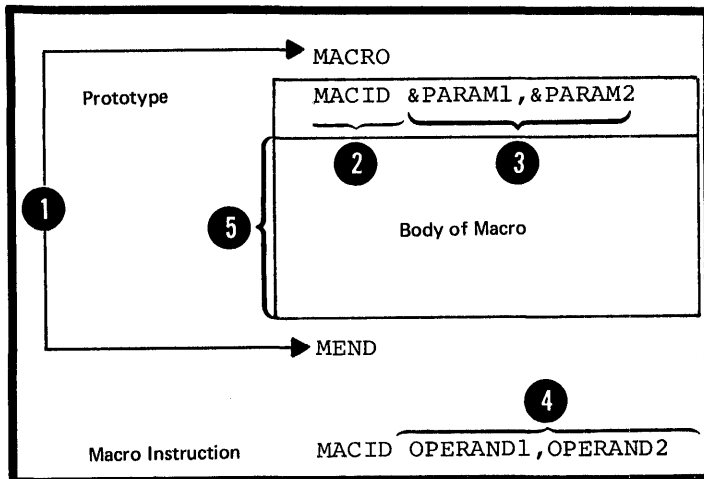 MACRO
Prototype MACID &PARAM1,&PARAM2
2 3
1 5 Body of Macro
MEND
4
Macro Instruction MACID OPERAND1,OPERAND2